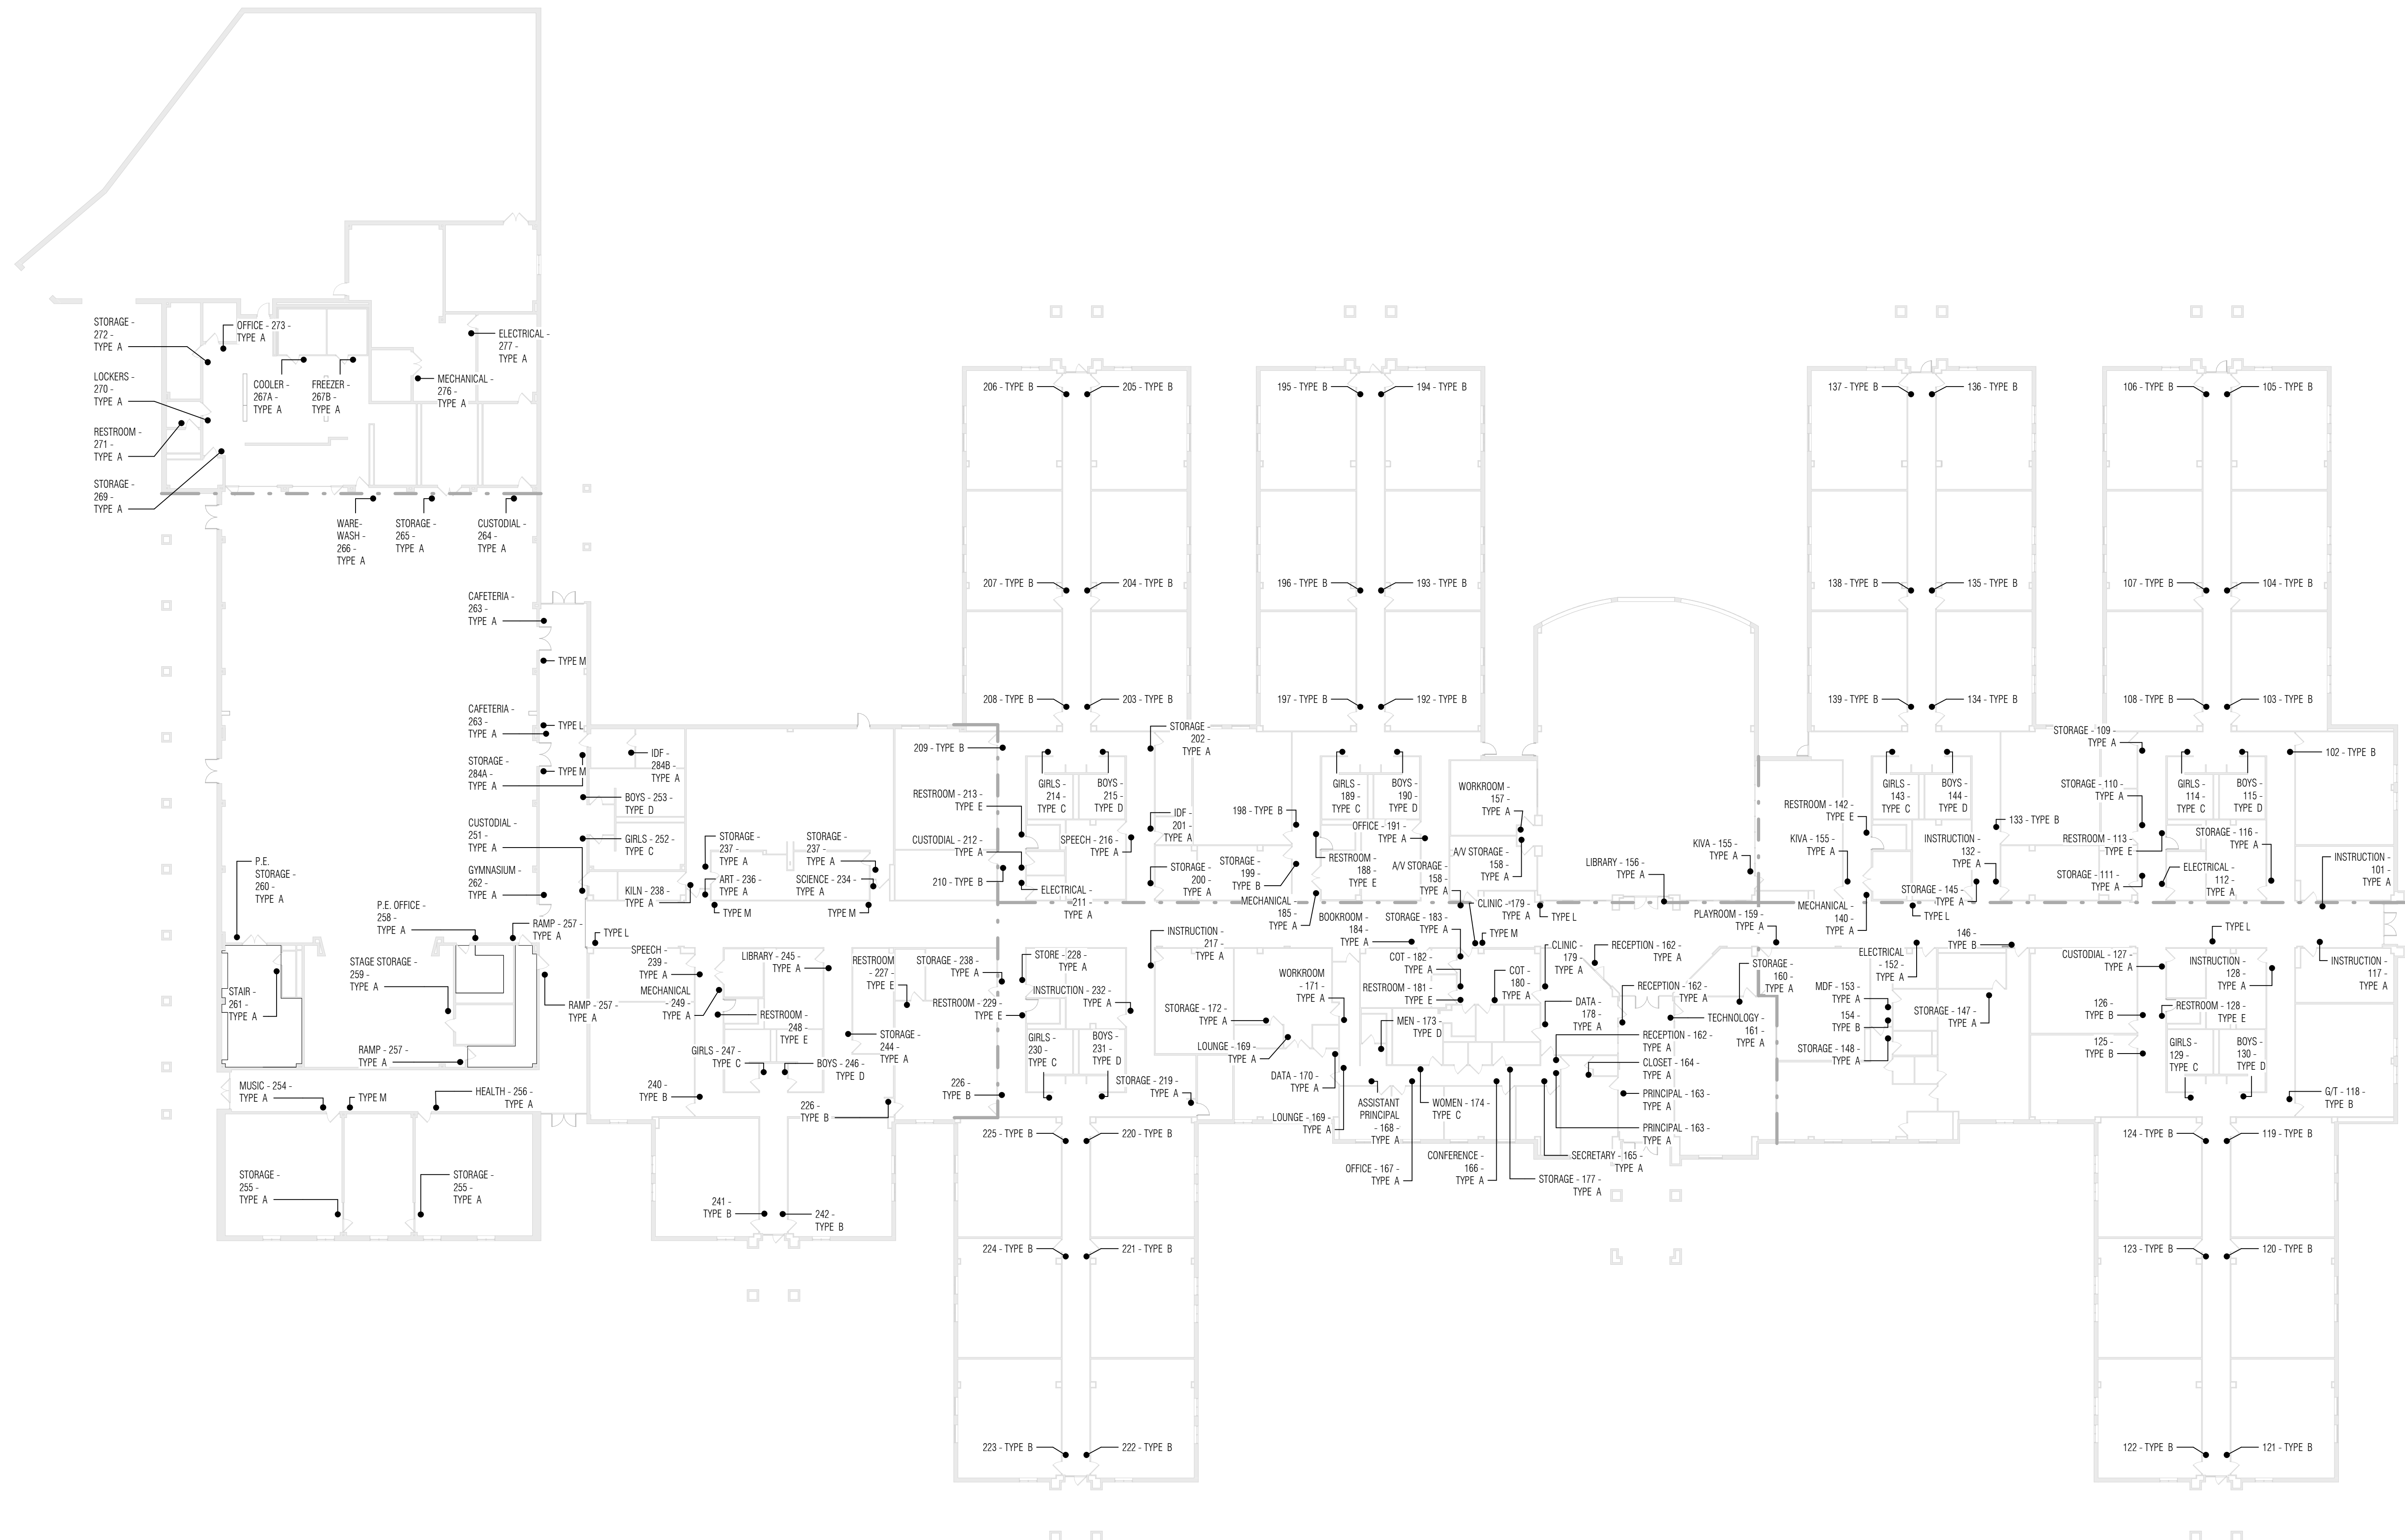 STORAGE -
272 -
TYPE A
OFFICE - 273 -
TYPE A
ELECTRICAL -
277 -
TYPE A
LOCKERS -
270 -
TYPE A
COOLER -
267A -
TYPE A
FREEZER -
267B -
TYPE A
MECHANICAL -
276 -
TYPE A
RESTROOM -
271 -
TYPE A
STORAGE -
269 -
TYPE A
WARE-
WASH -
266 -
TYPE A
STORAGE -
265 -
TYPE A
CUSTODIAL -
264 -
TYPE A
CAFETERIA -
263 -
TYPE A
TYPE M
CAFETERIA -
263 -
TYPE A
TYPE L
STORAGE -
284A -
TYPE A
TYPE M
IDF -
284B -
TYPE A
BOYS - 253 -
TYPE D
CUSTODIAL -
251 -
TYPE A
GIRLS - 252 -
TYPE C
GYMNASIUM -
262 -
TYPE A
KILN - 238 -
TYPE A
STORAGE -
237 -
TYPE A
STORAGE -
237 -
TYPE A
ART - 236 -
TYPE A
SCIENCE - 234 -
TYPE A
TYPE M
TYPE M
P.E.
STORAGE -
260 -
TYPE A
P.E. OFFICE -
258 -
TYPE A
RAMP - 257 -
TYPE A
TYPE L
STAGE STORAGE -
259 -
TYPE A
STAIR -
261 -
TYPE A
RAMP - 257 -
TYPE A
RAMP - 257 -
TYPE A
MUSIC - 254 -
TYPE A
TYPE M
HEALTH - 256 -
TYPE A
STORAGE -
255 -
TYPE A
STORAGE -
255 -
TYPE A
SPEECH -
239 -
TYPE A
MECHANICAL
- 249 -
TYPE A
LIBRARY - 245 -
TYPE A
RESTROOM
- 227 -
TYPE E
STORAGE - 238 -
TYPE A
RESTROOM - 229 -
TYPE E
RESTROOM -
248 -
TYPE E
STORAGE -
244 -
TYPE A
GIRLS - 247 -
TYPE C
BOYS - 246 -
TYPE D
240 -
TYPE B
226 -
TYPE B
226 -
TYPE B
241 -
TYPE B
242 -
TYPE B
206 - TYPE B
205 - TYPE B
207 - TYPE B
204 - TYPE B
208 - TYPE B
203 - TYPE B
209 - TYPE B
STORAGE -
202 -
TYPE A
GIRLS -
214 -
TYPE C
BOYS -
215 -
TYPE D
RESTROOM - 213 -
TYPE E
CUSTODIAL - 212 -
TYPE A
SPEECH - 216 -
TYPE A
IDF -
201 -
TYPE A
210 - TYPE B
ELECTRICAL
- 211 -
TYPE A
STORAGE -
200 -
TYPE A
STORE - 228 -
TYPE A
INSTRUCTION - 232 -
TYPE A
INSTRUCTION -
217 -
TYPE A
GIRLS -
230 -
TYPE C
BOYS -
231 -
TYPE D
STORAGE - 219 -
TYPE A
225 - TYPE B
220 - TYPE B
224 - TYPE B
221 - TYPE B
223 - TYPE B
222 - TYPE B
195 - TYPE B
194 - TYPE B
196 - TYPE B
193 - TYPE B
197 - TYPE B
192 - TYPE B
GIRLS -
189 -
TYPE C
BOYS -
190 -
TYPE D
198 - TYPE B
OFFICE - 191 -
TYPE A
STORAGE -
199 -
TYPE B
RESTROOM -
188 -
TYPE E
MECHANICAL -
185 -
TYPE A
WORKROOM -
157 -
TYPE A
A/V STORAGE -
158 -
TYPE A
A/V STORAGE -
158 -
TYPE A
CLINIC - 179 -
TYPE A
TYPE L
TYPE M
BOOKROOM -
184 -
TYPE A
STORAGE - 183 -
TYPE A
COT - 182 -
TYPE A
RESTROOM - 181 -
TYPE E
COT -
180 -
TYPE A
CLINIC -
179 -
TYPE A
WORKROOM
- 171 -
TYPE A
STORAGE - 172 -
TYPE A
LOUNGE - 169 -
TYPE A
MEN - 173 -
TYPE D
DATA -
178 -
TYPE A
DATA - 170 -
TYPE A
LOUNGE - 169 -
TYPE A
ASSISTANT
PRINCIPAL
- 168 -
TYPE A
WOMEN - 174 -
TYPE C
OFFICE - 167 -
TYPE A
CONFERENCE -
166 -
TYPE A
STORAGE - 177 -
TYPE A
SECRETARY - 165 -
TYPE A
RECEPTION - 162 -
TYPE A
RECEPTION - 162 -
TYPE A
TECHNOLOGY -
161 -
TYPE A
RECEPTION - 162 -
TYPE A
CLOSET - 164 -
TYPE A
PRINCIPAL - 163 -
TYPE A
PRINCIPAL - 163 -
TYPE A
LIBRARY - 156 -
TYPE A
KIVA - 155 -
TYPE A
KIVA - 155 -
TYPE A
PLAYROOM - 159 -
TYPE A
STORAGE -
160 -
TYPE A
137 - TYPE B
136 - TYPE B
138 - TYPE B
135 - TYPE B
139 - TYPE B
134 - TYPE B
GIRLS -
143 -
TYPE C
BOYS -
144 -
TYPE D
RESTROOM - 142 -
TYPE E
INSTRUCTION -
132 -
TYPE A
133 - TYPE B
STORAGE - 145 -
TYPE A
MECHANICAL -
140 -
TYPE A
TYPE L
146 -
TYPE B
ELECTRICAL
- 152 -
TYPE A
MDF - 153 -
TYPE A
154 -
TYPE B
STORAGE - 147 -
TYPE A
STORAGE - 148 -
TYPE A
106 - TYPE B
105 - TYPE B
107 - TYPE B
104 - TYPE B
108 - TYPE B
103 - TYPE B
STORAGE - 109 -
TYPE A
102 - TYPE B
STORAGE - 110 -
TYPE A
GIRLS -
114 -
TYPE C
BOYS -
115 -
TYPE D
RESTROOM - 113 -
TYPE E
STORAGE - 116 -
TYPE A
STORAGE - 111 -
TYPE A
ELECTRICAL -
112 -
TYPE A
INSTRUCTION -
101 -
TYPE A
TYPE L
CUSTODIAL - 127 -
TYPE A
INSTRUCTION -
128 -
TYPE A
INSTRUCTION -
117 -
TYPE A
126 -
TYPE B
RESTROOM - 128 -
TYPE E
125 -
TYPE B
GIRLS -
129 -
TYPE C
BOYS -
130 -
TYPE D
G/T - 118 -
TYPE B
124 - TYPE B
119 - TYPE B
123 - TYPE B
120 - TYPE B
122 - TYPE B
121 - TYPE B